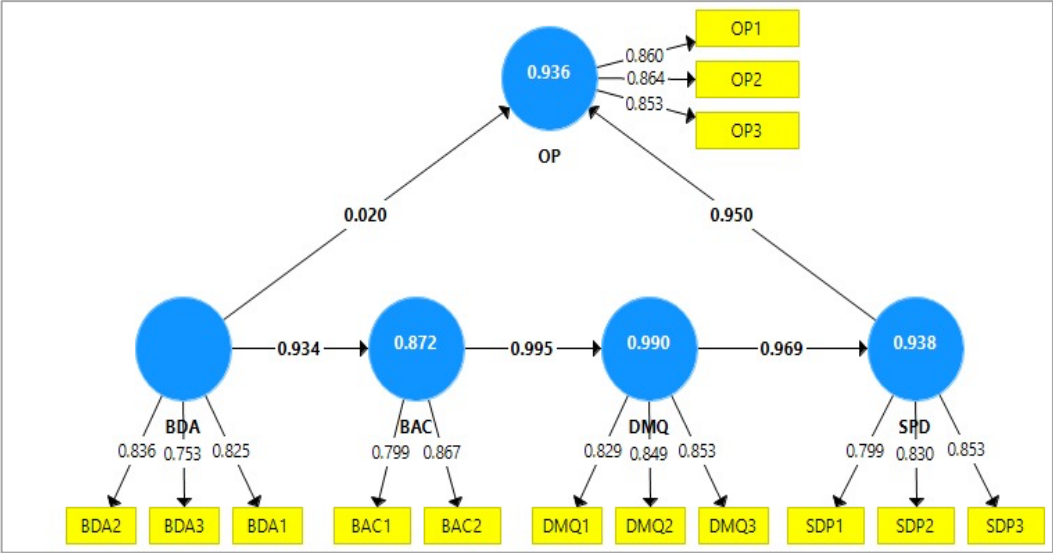 OP1
0.860
0.936
0.864
OP2
0.853
OP3
OP
0.020
0.950
0.934
0.872
0.995
0.990
0.969
0.938
BDA
BAC
DMQ
SPD
0.836 0.753 0.825
0.799 0.867
0.829 0.849 0.853
0.799 0.830 0.853
BDA2 BDA3 BDA1
BAC1 BAC2
DMQ1 DMQ2 DMQ3
SDP1 SDP2 SDP3